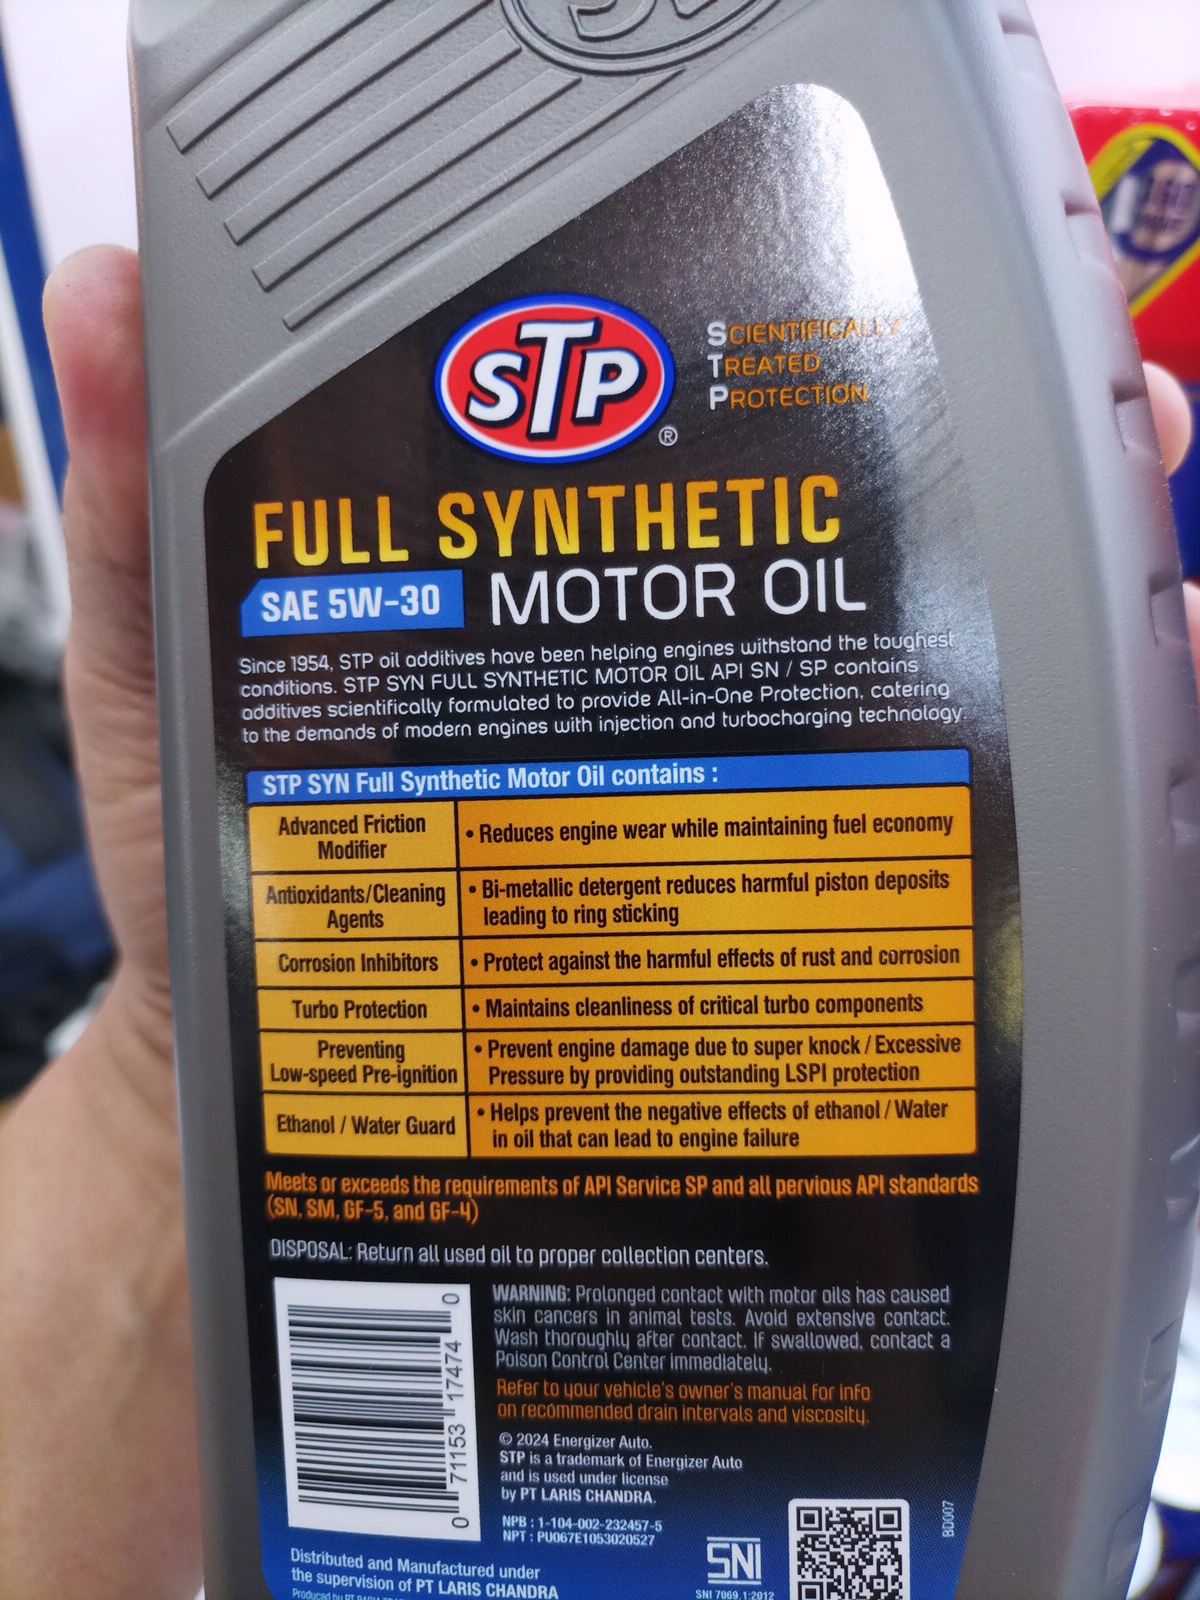 STP
®
SCIENTIFICALLY
TREATED
PROTECTION
FULL SYNTHETIC
SAE 5W-30 MOTOR OIL
Since 1954, STP oil additives have been helping engines withstand the toughest
conditions. STP SYN FULL SYNTHETIC MOTOR OIL API SN / SP contains
additives scientifically formulated to provide All-in-One Protection, catering
to the demands of modern engines with injection and turbocharging technology.
STP SYN Full Synthetic Motor Oil contains :
Advanced Friction
Modifier
• Reduces engine wear while maintaining fuel economy
Antioxidants/Cleaning
Agents
• Bi-metallic detergent reduces harmful piston deposits
leading to ring sticking
Corrosion Inhibitors
• Protect against the harmful effects of rust and corrosion
Turbo Protection
• Maintains cleanliness of critical turbo components
Preventing
Low-speed Pre-ignition
• Prevent engine damage due to super knock / Excessive
Pressure by providing outstanding LSPI protection
Ethanol / Water Guard
• Helps prevent the negative effects of ethanol / Water
in oil that can lead to engine failure
Meets or exceeds the requirements of API Service SP and all pervious API standards
(SN, SM, GF-5, and GF-4)
DISPOSAL: Return all used oil to proper collection centers.
0 71153 17474 0
WARNING: Prolonged contact with motor oils has caused
skin cancers in animal tests. Avoid extensive contact.
Wash thoroughly after contact. If swallowed, contact a
Poison Control Center immediately.
Refer to your vehicle's owner's manual for info
on recommended drain intervals and viscosity.
© 2024 Energizer Auto.
STP is a trademark of Energizer Auto
and is used under license
by PT LARIS CHANDRA.
NPB : 1-104-002-232457-5
NPT : PU067E1053020527
BD007
Distributed and Manufactured under
the supervision of PT LARIS CHANDRA
Produced by PT
SNI
SNI 7069.1:2012